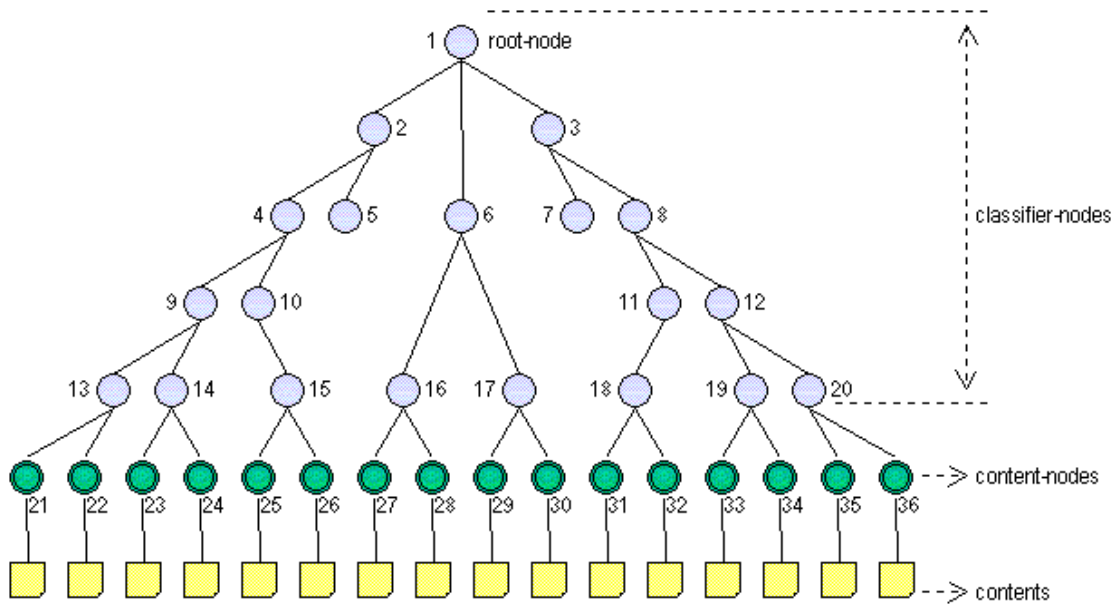 1 root-node
2 3
4 5 6 7 8 classifier-nodes
9 10 11 12
13 14 15 16 17 18 19 20
content-nodes
21 22 23 24 25 26 27 28 29 30 31 32 33 34 35 36
contents